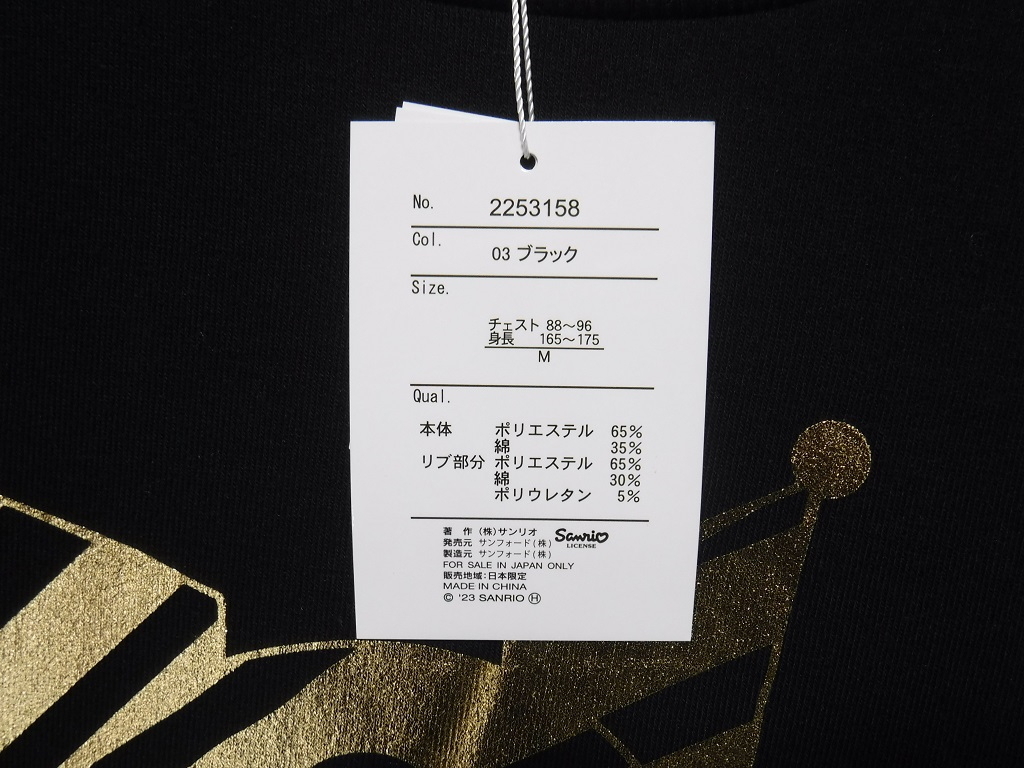 No. 2253158
Col. 03 ブラック
Size.
チェスト 88～96
身長 165～175
M
Qual.
本体 ポリエステル 65%
綿 35%
リブ部分 ポリエステル 65%
綿 30%
ポリウレタン 5%
著 作 (株)サンリオ
発売元 サンフォード(株)
製造元 サンフォード(株)
Sanrio
LICENSE
FOR SALE IN JAPAN ONLY
販売地域:日本限定
MADE IN CHINA
© '23 SANRIO Ⓗ